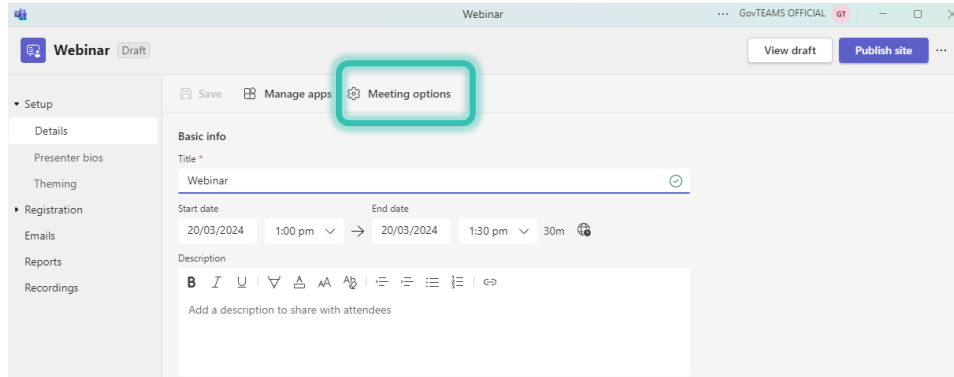 Webinar
GovTEAMS OFFICIAL GT
Webinar Draft
View draft
Publish site
Save
Manage apps
Meeting options
Setup
Details
Presenter bios
Theming
Registration
Emails
Reports
Recordings
Basic info
Title *
Webinar
Start date
End date
20/03/2024 1:00 pm → 20/03/2024 1:30 pm 30m
Description
B I U A AA Ab
Add a description to share with attendees